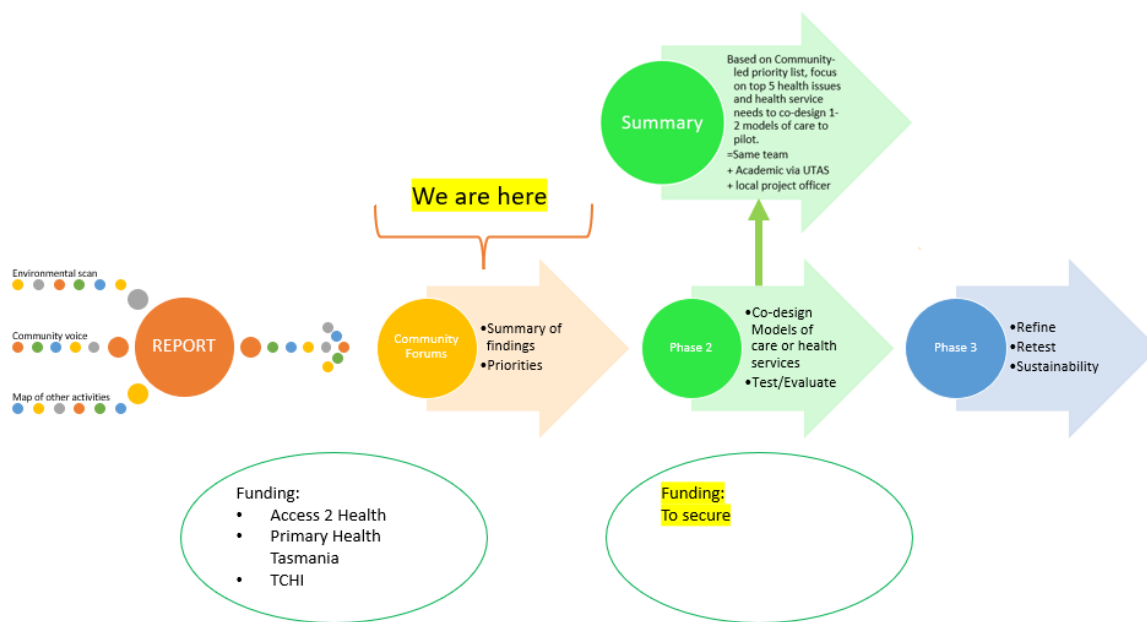 Based on Community-
led priority list, focus
on top 5 health issues
and health service
needs to co-design 1-
2 models of care to
pilot.
=Same team
+ Academic via UTAS
+ local project officer
Summary
We are here
Environmental scan
Community voice
Map of other activities
REPORT
Community
Forums
•Summary of
findings
•Priorities
Phase 2
•Co-design
Models of
care or health
services
•Test/Evaluate
Phase 3
•Refine
•Retest
•Sustainability
Funding:
• Access 2 Health
• Primary Health
Tasmania
• TCHI
Funding:
To secure